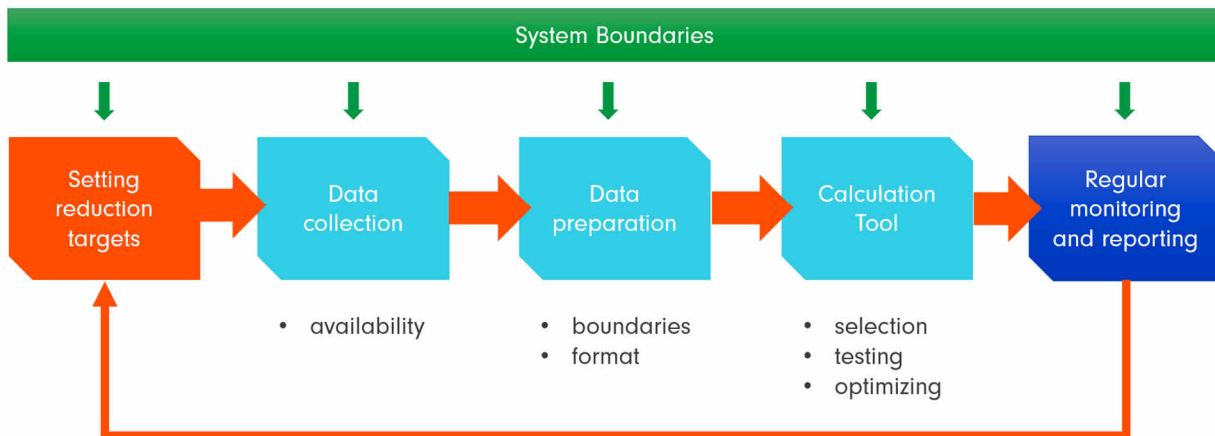 System Boundaries
Setting
reduction
targets
Data
collection
Data
preparation
Calculation
Tool
Regular
monitoring
and reporting
• availability
• boundaries
• format
• selection
• testing
• optimizing